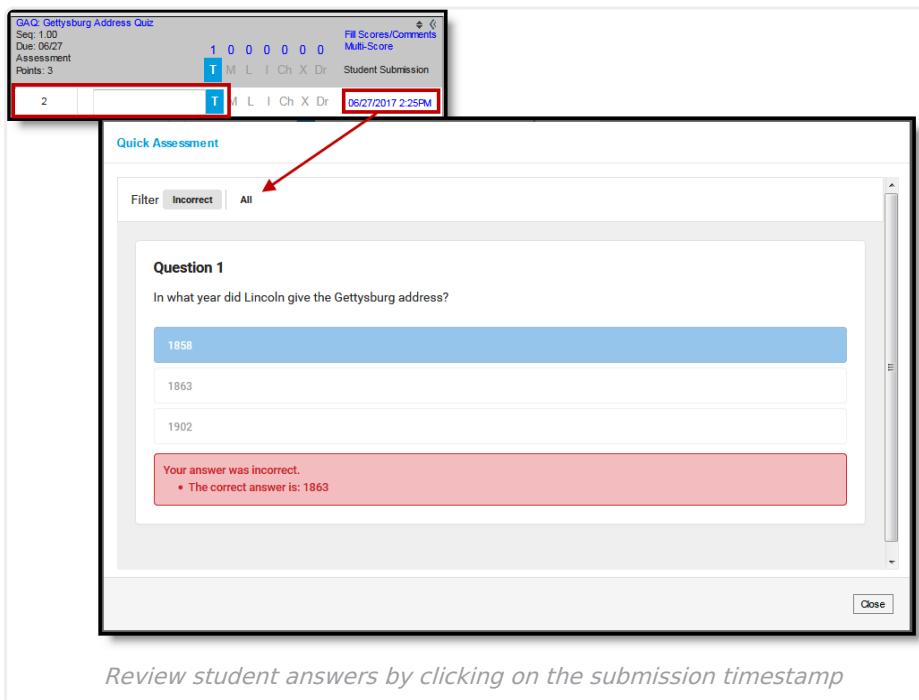 GAQ: Gettysburg Address Quiz
Seq: 1.00
Fill Scores/Comments
Due: 06/27
1 0 0 0 0 0 0
Multi-Score
Assessment
Points: 3
T M L I Ch X Dr
Student Submission
2
T M L I Ch X Dr
06/27/2017 2:25PM
Quick Assessment
Filter Incorrect All
Question 1
In what year did Lincoln give the Gettysburg address?
1858
1863
1902
Your answer was incorrect.
• The correct answer is: 1863
Close
Review student answers by clicking on the submission timestamp